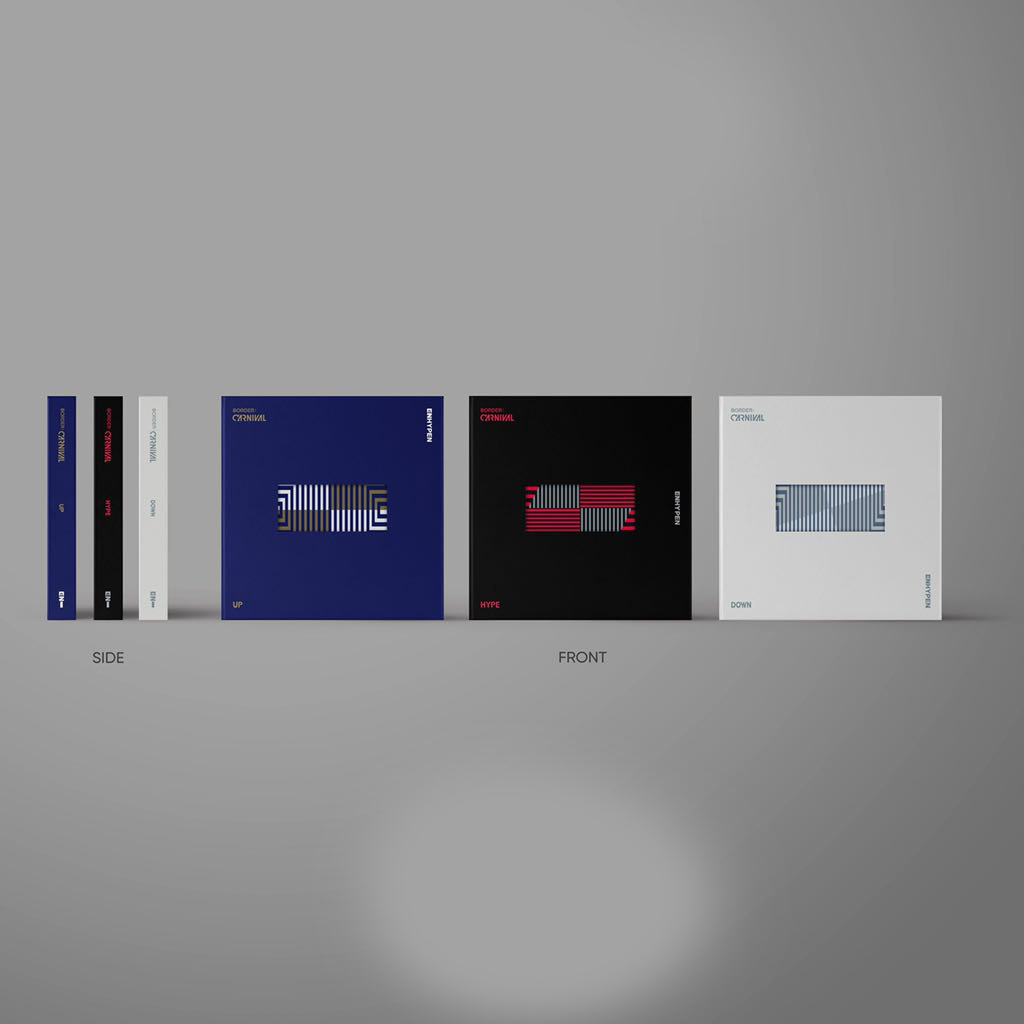 BORDER:
CARNIVAL
UP
EN-
BORDER:
CARNIVAL
HYPE
EN-
BORDER:
CARNIVAL
DOWN
EN-
BORDER:
CARNIVAL
ENHYPEN
UP
BORDER:
CARNIVAL
ENHYPEN
HYPE
BORDER:
CARNIVAL
ENHYPEN
DOWN
SIDE
FRONT